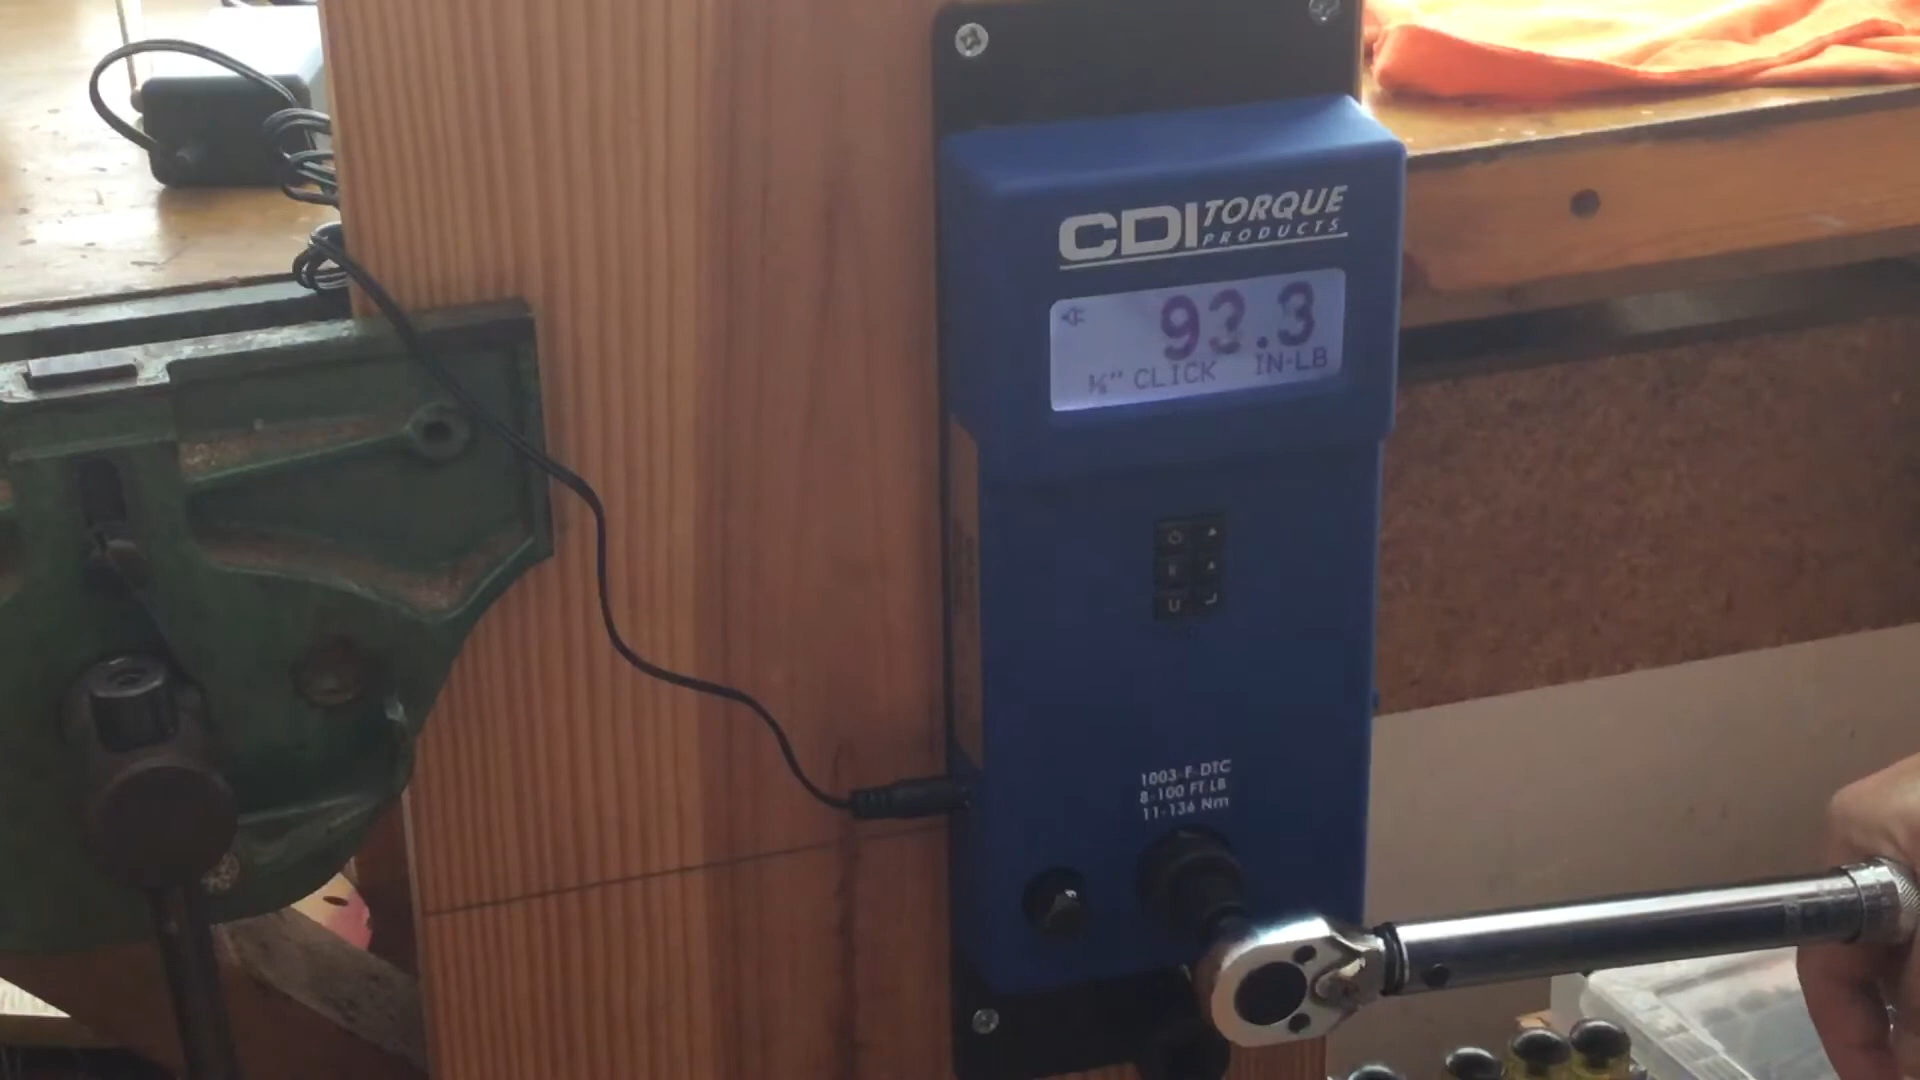 CDI TORQUE
PRODUCTS
93.3
CLICK IN-LB
1003-F-DTC
8-100 FT LB
11-136 Nm
U